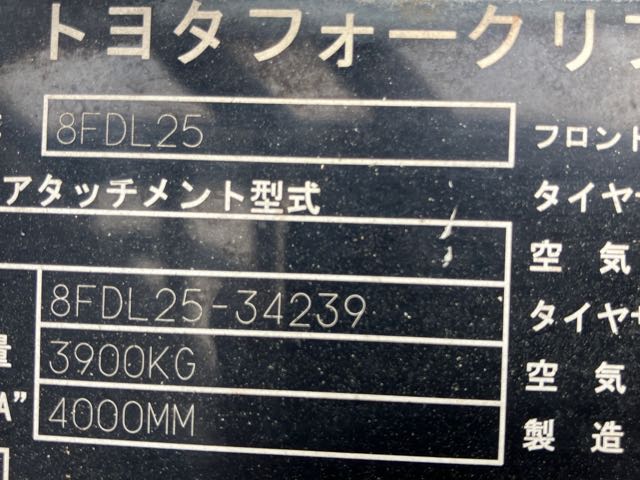 トヨタフォークリフ
8FDL25
フロント
アタッチメント型式
タイヤ
空気
8FDL25-34239
タイヤサ
量
3900KG
空気
A"
4000MM
製造